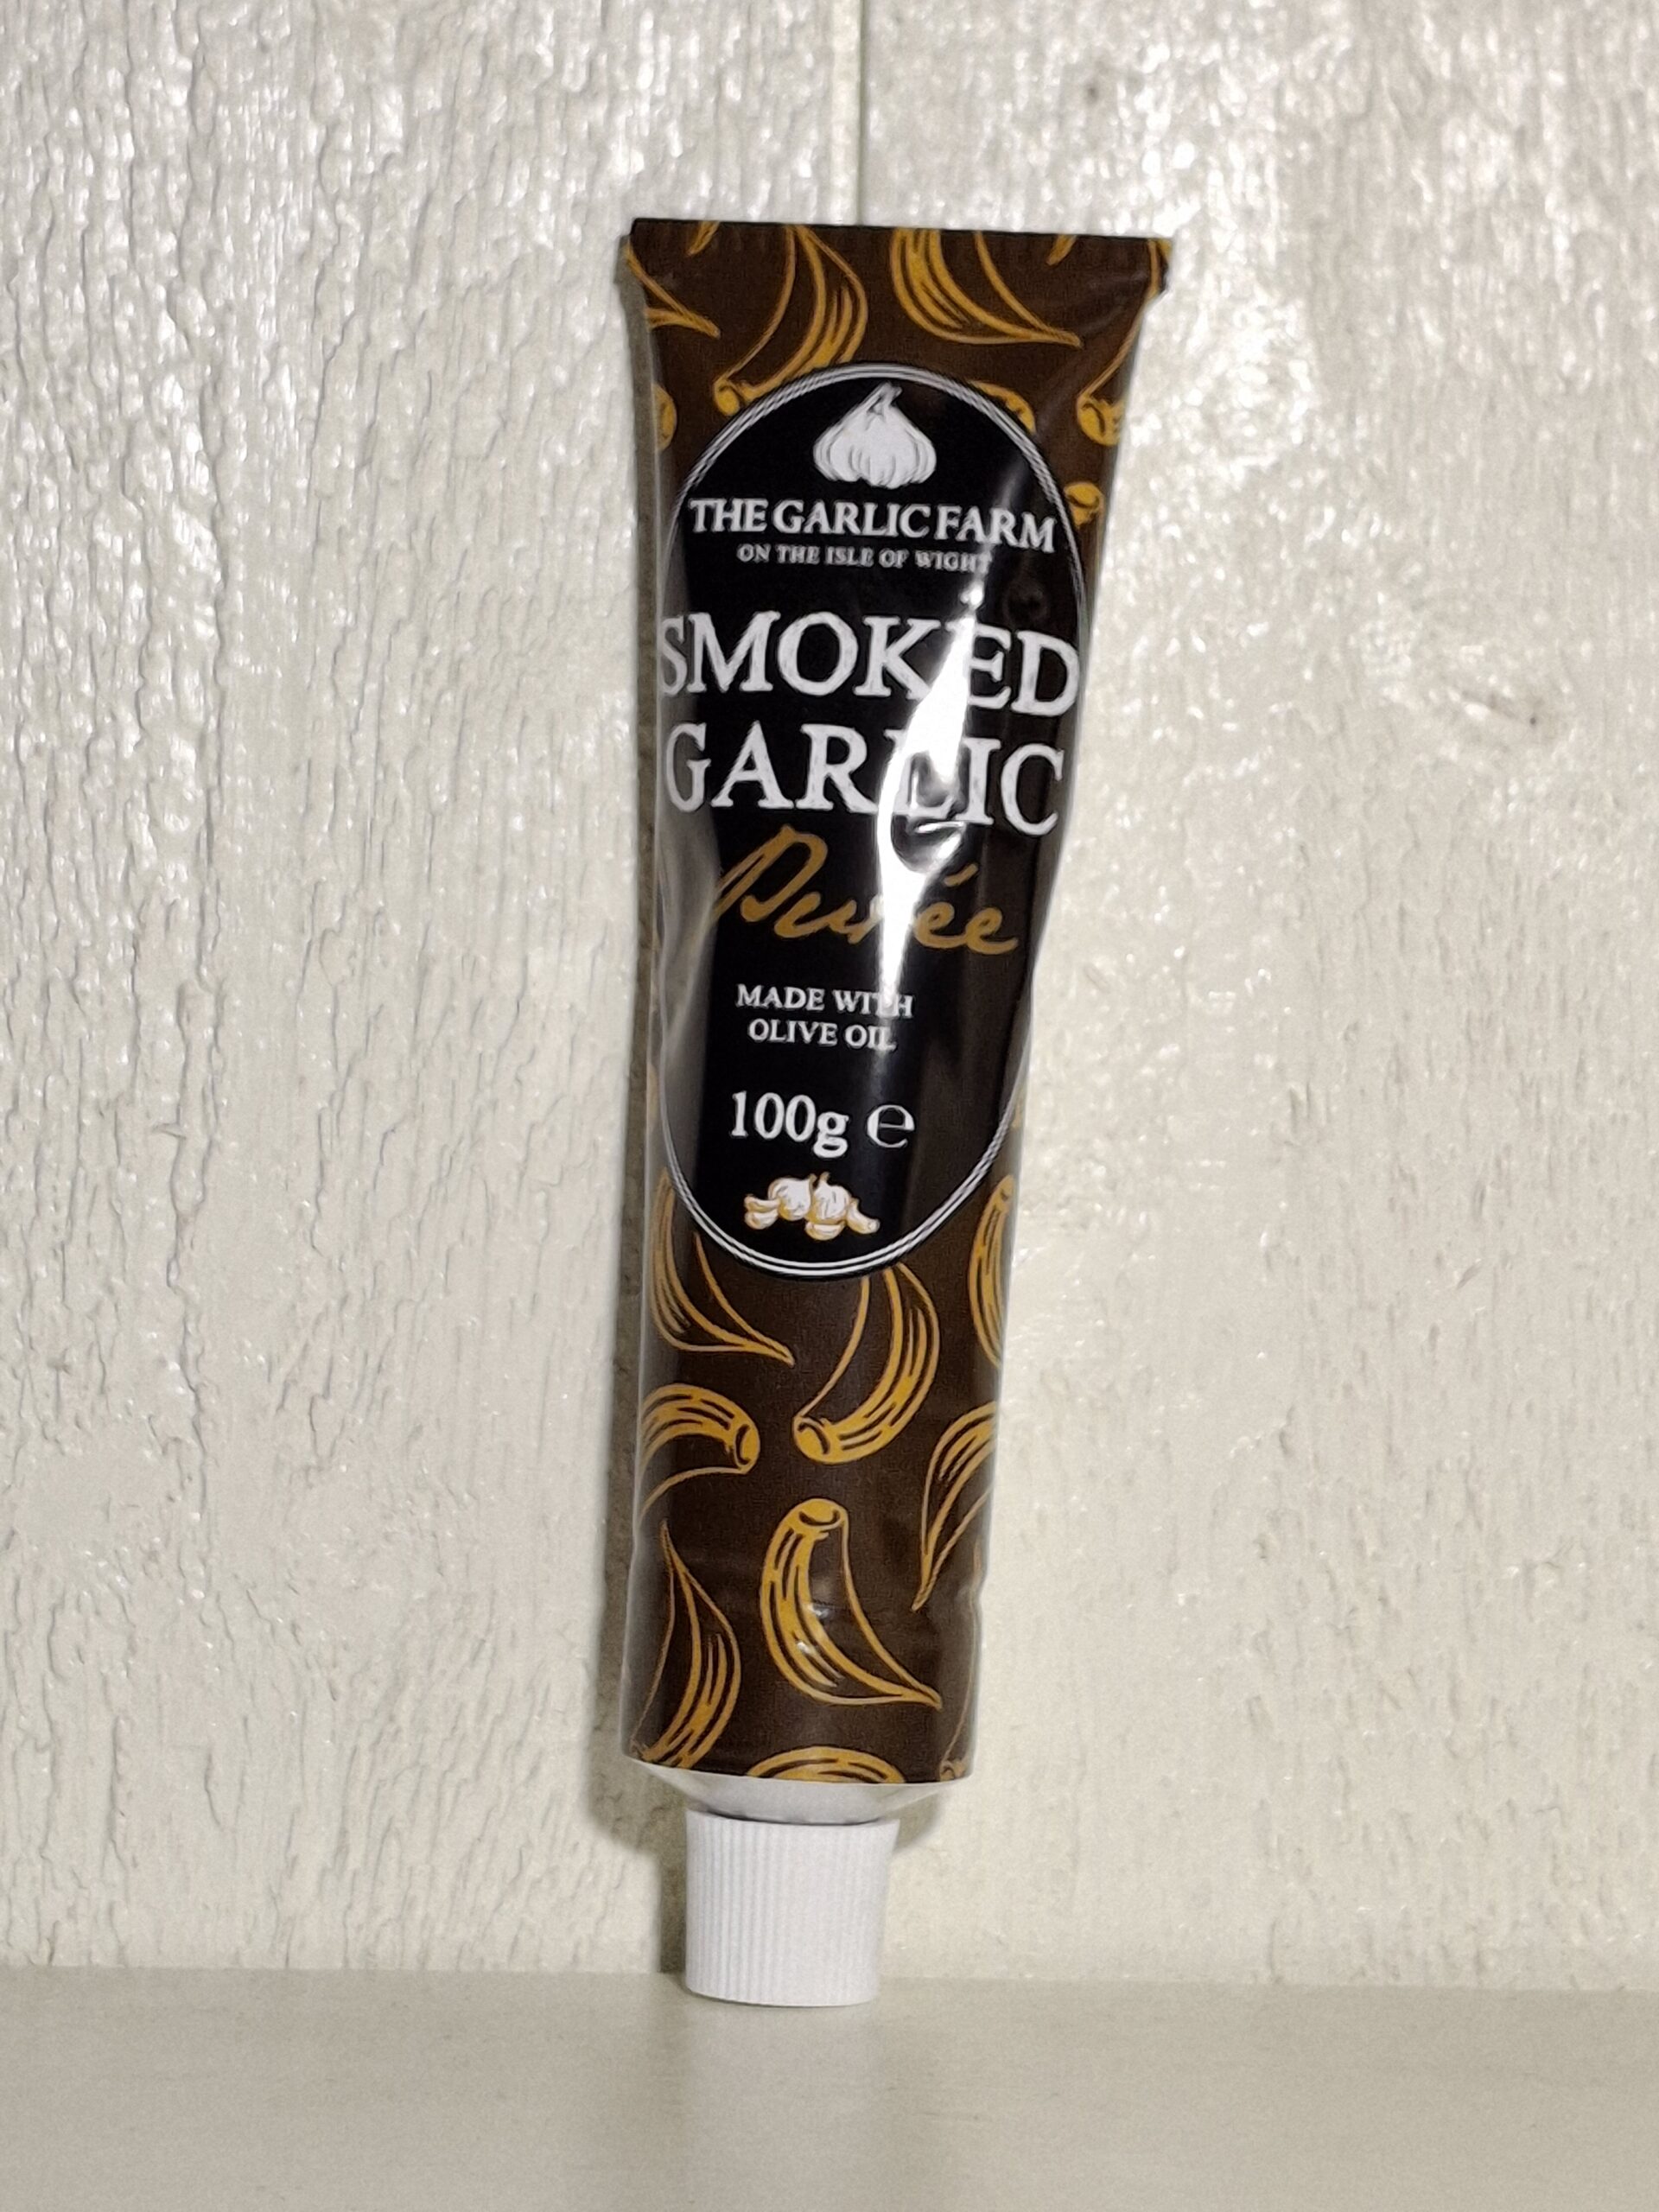 THE GARLIC FARM
ON THE ISLE OF WIGHT
SMOKED
GARLIC
Purée
MADE WITH
OLIVE OIL
100g ℮